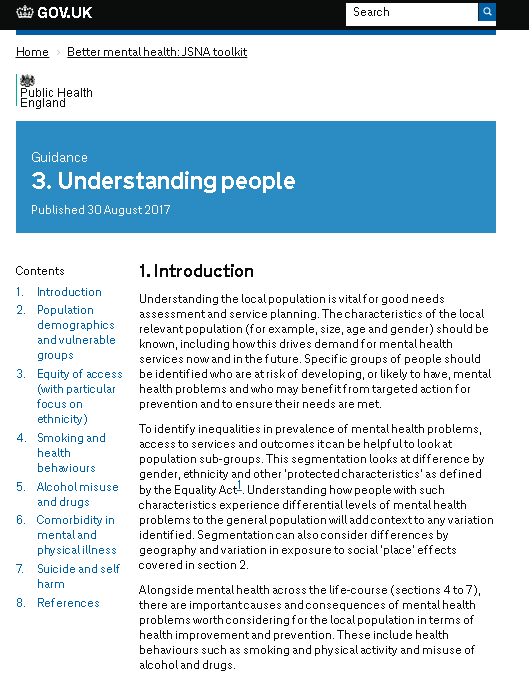 GOV.UK
Search
Home > Better mental health: JSNA toolkit
Public Health
England
Guidance
3. Understanding people
Published 30 August 2017
Contents
1. Introduction
2. Population
demographics
and vulnerable
groups
3. Equity of access
(with particular
focus on
ethnicity)
4. Smoking and
health
behaviours
5. Alcohol misuse
and drugs
6. Comorbidity in
mental and
physical illness
7. Suicide and self
harm
8. References
1. Introduction
Understanding the local population is vital for good needs
assessment and service planning. The characteristics of the local
relevant population (for example, size, age and gender) should be
known, including how this drives demand for mental health
services now and in the future. Specific groups of people should
be identified who are at risk of developing, or likely to have, mental
health problems and who may benefit from targeted action for
prevention and to ensure their needs are met.
To identify inequalities in prevalence of mental health problems,
access to services and outcomes it can be helpful to look at
population sub-groups. This segmentation looks at difference by
gender, ethnicity and other 'protected characteristics' as defined
by the Equality Act1. Understanding how people with such
characteristics experience differential levels of mental health
problems to the general population will add context to any variation
identified. Segmentation can also consider differences by
geography and variation in exposure to social 'place' effects
covered in section 2.
Alongside mental health across the life-course (sections 4 to 7),
there are important causes and consequences of mental health
problems worth considering for the local population in terms of
health improvement and prevention. These include health
behaviours such as smoking and physical activity and misuse of
alcohol and drugs.